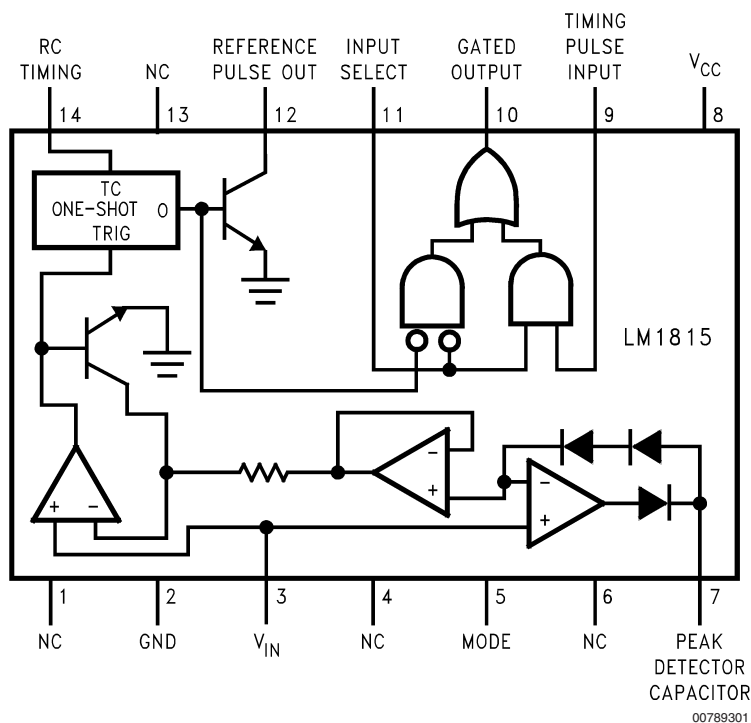 RC
TIMING
NC
REFERENCE
PULSE OUT
INPUT
SELECT
GATED
OUTPUT
TIMING
PULSE
INPUT
VCC
14
13
12
11
10
9
8
TC
ONE-SHOT O
TRIG
LM1815
-
+
-
+
+ -
1
2
3
4
5
6
7
NC
GND
VIN
NC
MODE
NC
PEAK
DETECTOR
CAPACITOR
00789301